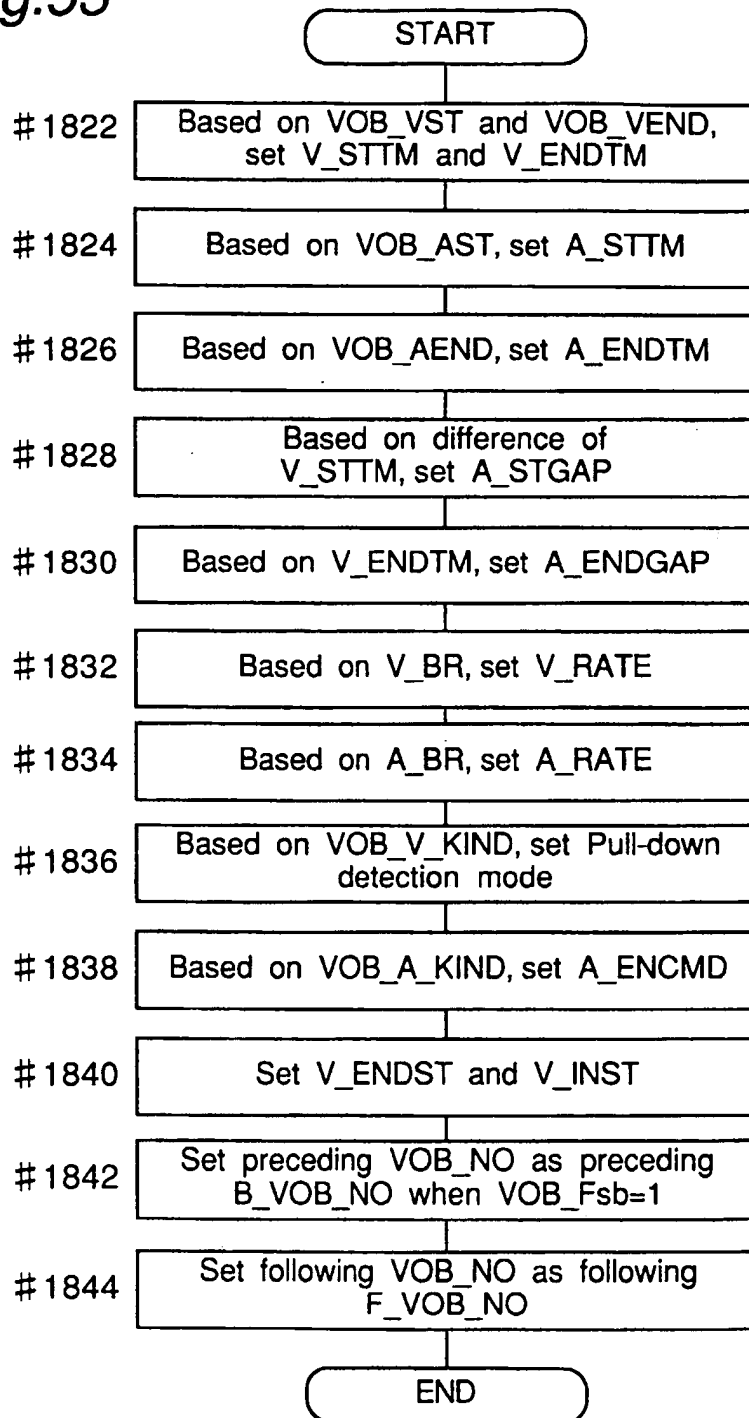 START
#1822
Based on VOB_VST and VOB_VEND,
set V_STTM and V_ENDTM
#1824
Based on VOB_AST, set A_STTM
#1826
Based on VOB_AEND, set A_ENDTM
#1828
Based on difference of
V_STTM, set A_STGAP
#1830
Based on V_ENDTM, set A_ENDGAP
#1832
Based on V_BR, set V_RATE
#1834
Based on A_BR, set A_RATE
#1836
Based on VOB_V_KIND, set Pull-down
detection mode
#1838
Based on VOB_A_KIND, set A_ENCMD
#1840
Set V_ENDST and V_INST
#1842
Set preceding VOB_NO as preceding
B_VOB_NO when VOB_Fsb=1
#1844
Set following VOB_NO as following
F_VOB_NO
END